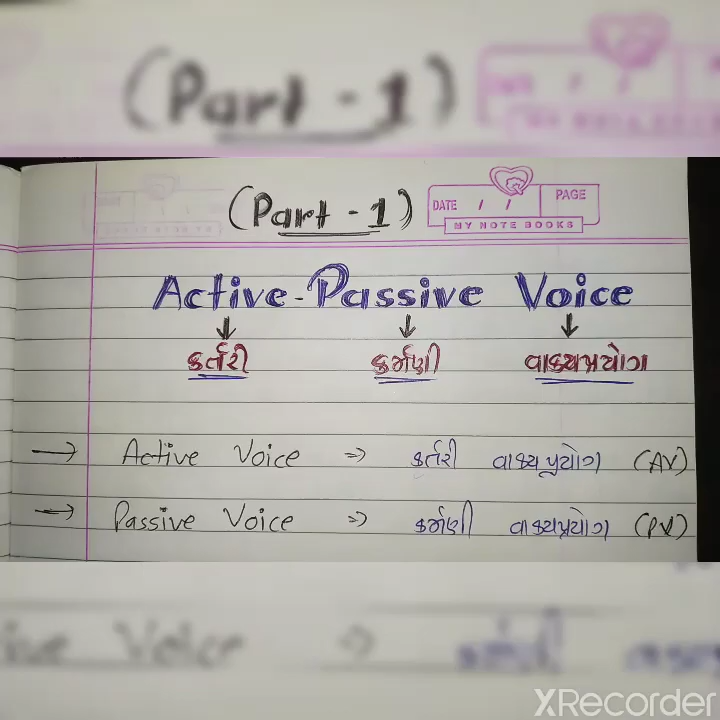 (Part - 1)
DATE / / PAGE
MY NOTE BOOKS
Active - Passive Voice
↓ ↓ ↓
કર્તરી કર્મણી વાક્યપ્રયોગ
→ Active Voice ⇒ કર્તરી વાક્યપ્રયોગ (AV)
→ Passive Voice ⇒ કર્મણી વાક્યપ્રયોગ (PV)
XRecorder